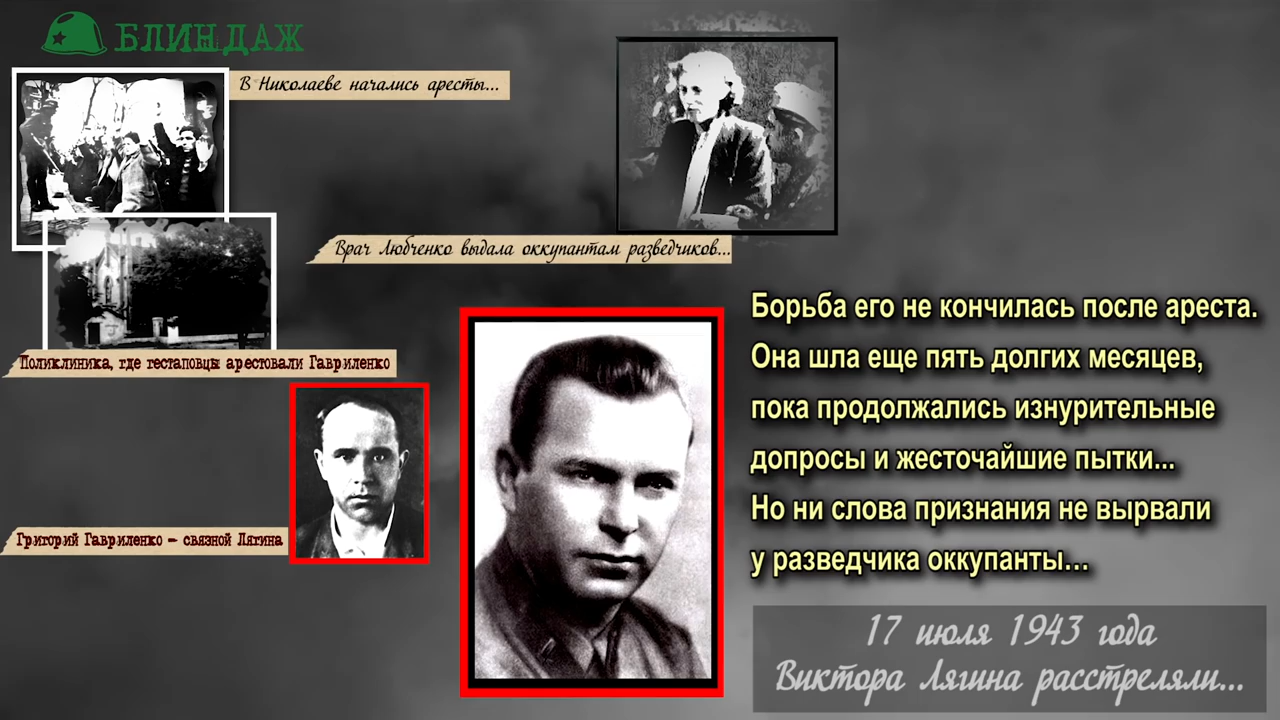 БЛИНДАЖ
В Николаеве начались аресты...
Врач Любченко выдала оккупантам разведчиков...
Поликлиника, где гестаповцы арестовали Гавриленко
Григорий Гавриленко - связной Лягина
Борьба его не кончилась после ареста.
Она шла еще пять долгих месяцев,
пока продолжались изнурительные
допросы и жесточайшие пытки...
Но ни слова признания не вырвали
у разведчика оккупанты...
17 июля 1943 года
Виктора Лягина расстреляли...